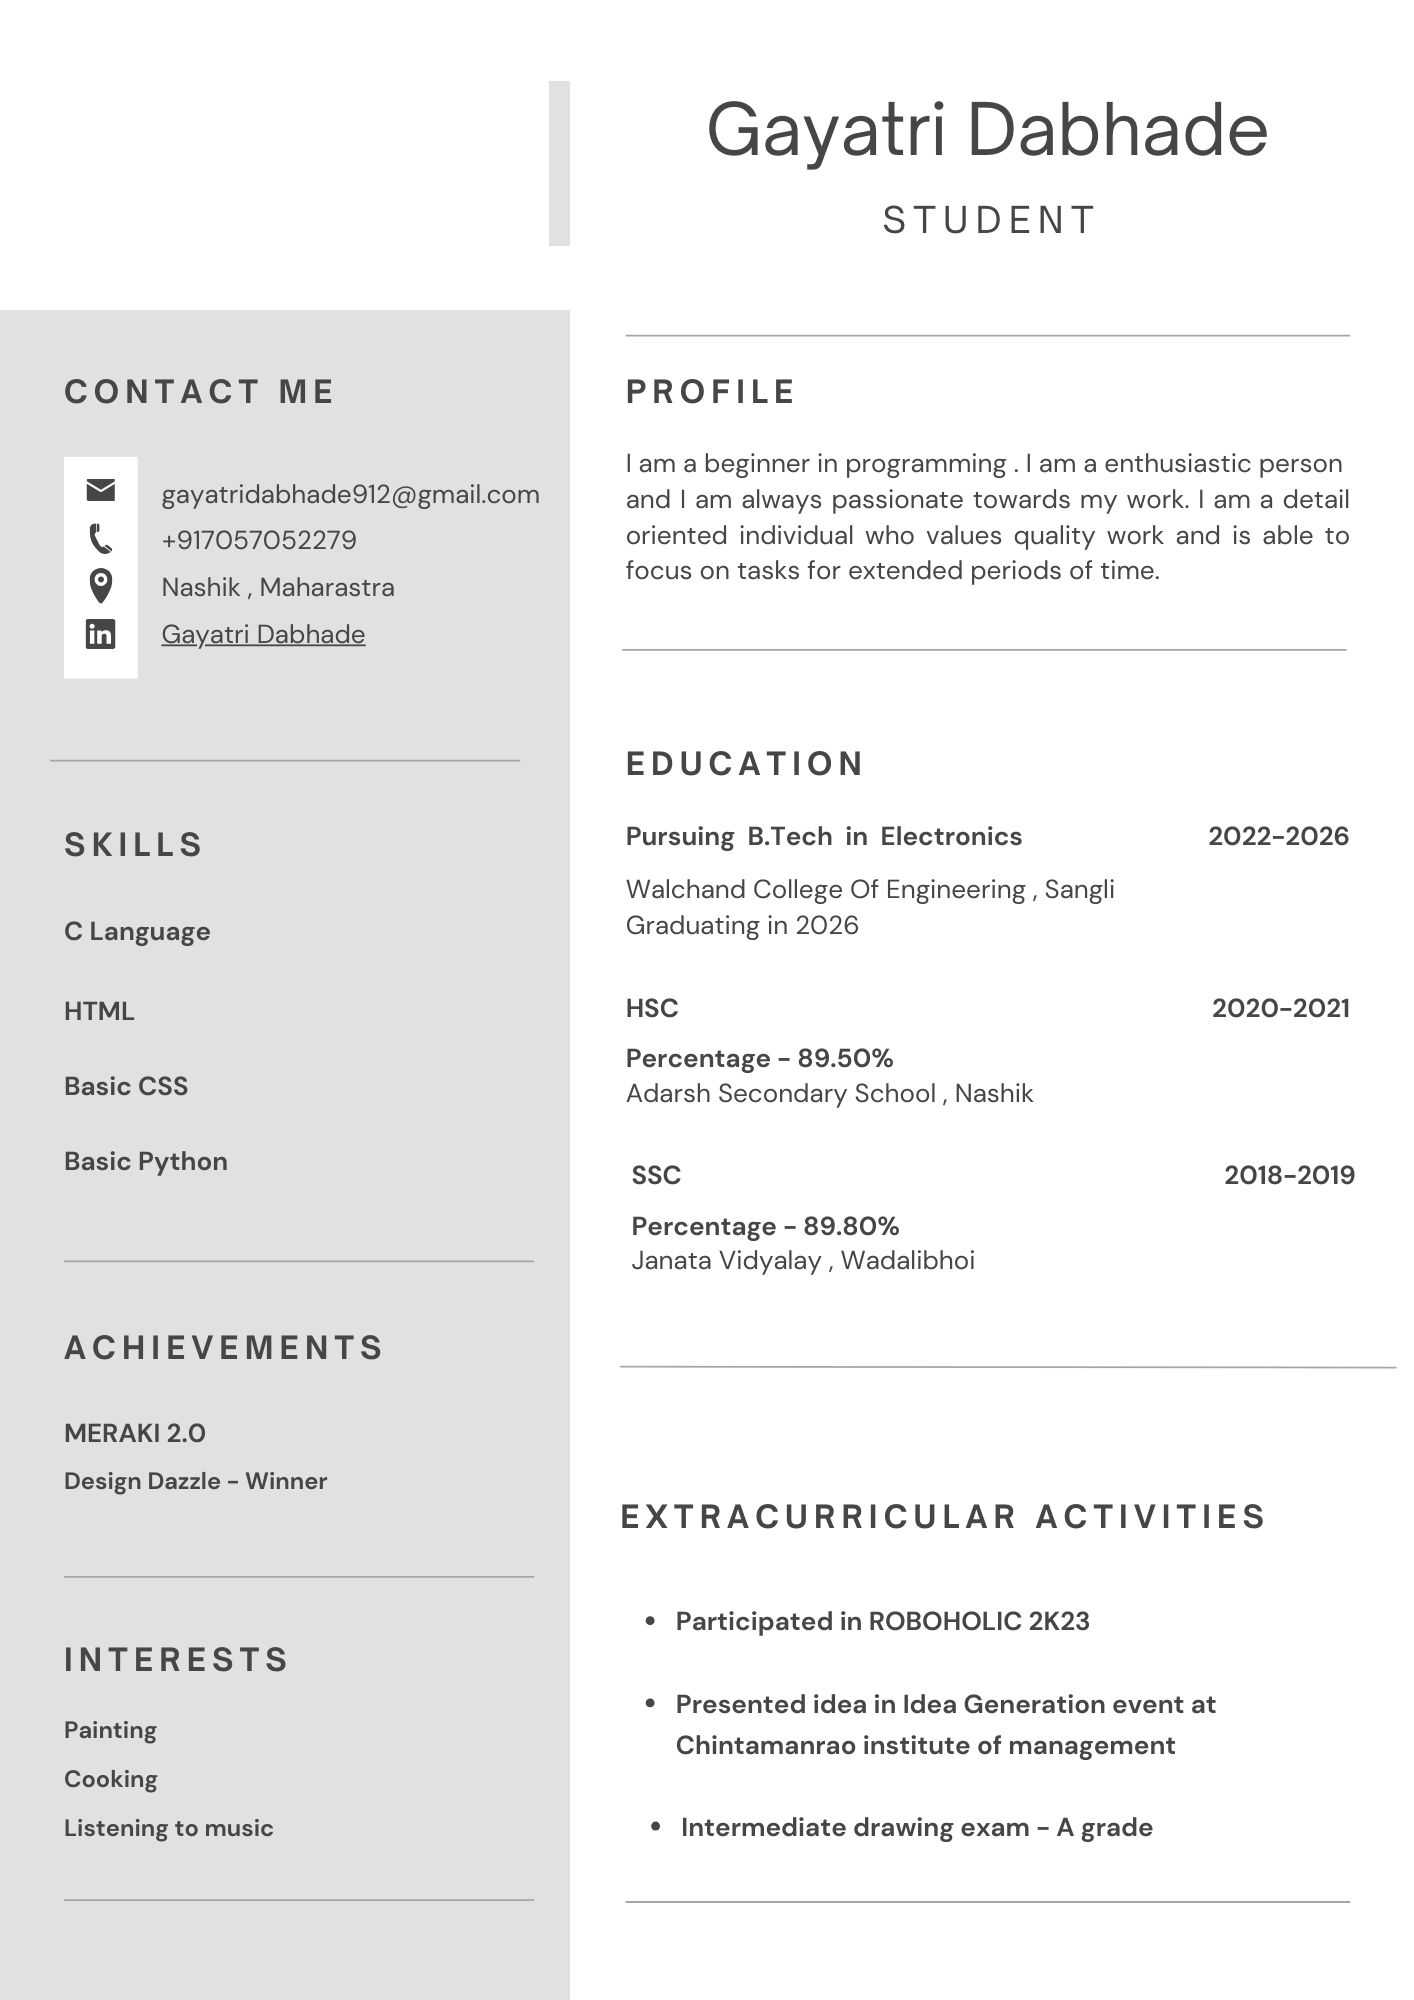 Gayatri Dabhade
STUDENT
CONTACT ME
gayatridabhade912@gmail.com
+917057052279
Nashik , Maharastra
Gayatri Dabhade
SKILLS
C Language
HTML
Basic CSS
Basic Python
ACHIEVEMENTS
MERAKI 2.0
Design Dazzle - Winner
INTERESTS
Painting
Cooking
Listening to music
PROFILE
I am a beginner in programming . I am a enthusiastic person
and I am always passionate towards my work. I am a detail
oriented individual who values quality work and is able to
focus on tasks for extended periods of time.
EDUCATION
Pursuing B.Tech in Electronics 2022-2026
Walchand College Of Engineering , Sangli
Graduating in 2026
HSC 2020-2021
Percentage - 89.50%
Adarsh Secondary School , Nashik
SSC 2018-2019
Percentage - 89.80%
Janata Vidyalay , Wadalibhoi
EXTRACURRICULAR ACTIVITIES
• Participated in ROBOHOLIC 2K23
• Presented idea in Idea Generation event at
Chintamanrao institute of management
• Intermediate drawing exam - A grade